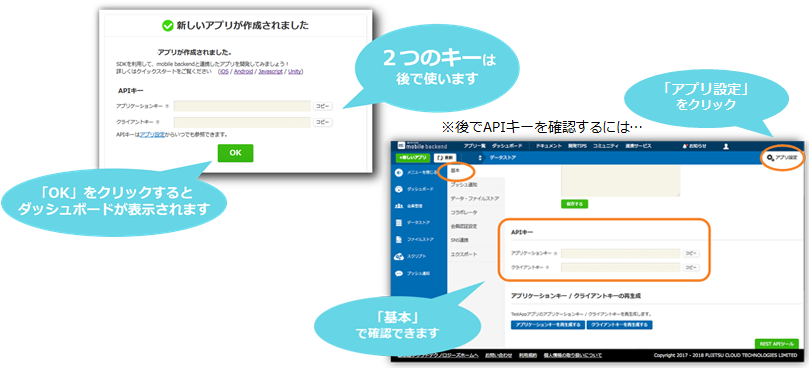 新しいアプリが作成されました
アプリが作成されました。
SDKを利用して、mobile backendと連携したアプリを開発してみましょう！
詳しくはクイックスタートをご覧ください （iOS / Android / Javascript / Unity）
APIキー
アプリケーションキー
コピー
クライアントキー
コピー
APIキーはアプリ設定からいつでも参照できます。
OK
２つのキーは
後で使います
「OK」をクリックすると
ダッシュボードが表示されます
「アプリ設定」
をクリック
※後でAPIキーを確認するには…
mobile backend
アプリ一覧 ダッシュボード ドキュメント 開発TIPS コミュニティ 連携サービス お知らせ
+新しいアプリ 更新 データストア アプリ設定
メニューを閉じる
ダッシュボード
会員管理
データストア
ファイルストア
スクリプト
プッシュ通知
基本
プッシュ通知
データ・ファイルストア
コラボレータ
会員認証設定
SNS連携
エクスポート
保存する
APIキー
アプリケーションキー
コピー
クライアントキー
コピー
アプリケーションキー / クライアントキーの再生成
TestAppアプリのアプリケーションキー / クライアントキーを再生成します。
アプリケーションキーを再生成する クライアントキーを再生成する
REST APIツール
「基本」
で確認できます
テクノロジーズホームへ お問い合わせ 利用規約 個人情報の取り扱いについて
Copyright 2017 - 2018 FUJITSU CLOUD TECHNOLOGIES LIMITED